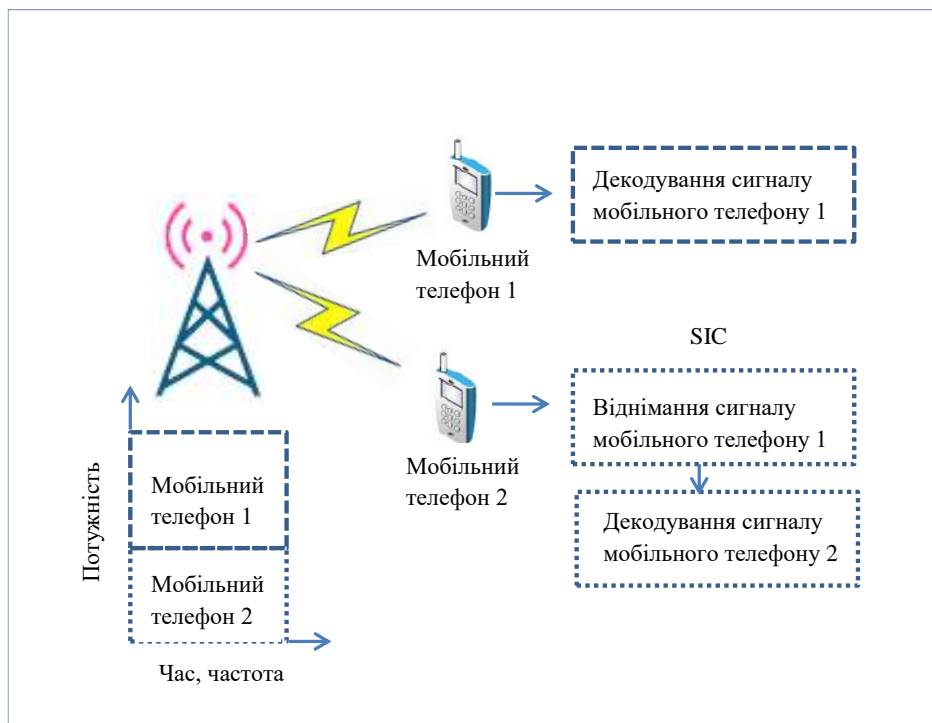 Декодування сигналу
мобільного телефону 1
Мобільний
телефон 1
SIC
Віднімання сигналу
мобільного телефону 1
Мобільний
телефон 2
Декодування сигналу
мобільного телефону 2
Потужність
Мобільний
телефон 1
Мобільний
телефон 2
Час, частота